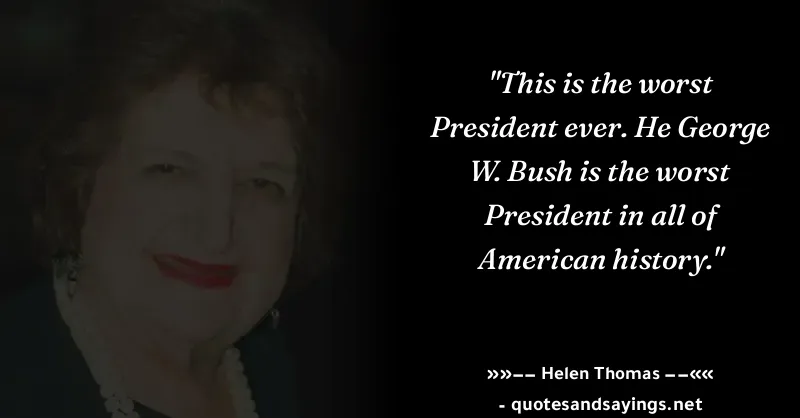 "This is the worst
President ever. He George
W. Bush is the worst
President in all of
American history."
»»−− Helen Thomas −−««
- quotesandsayings.net